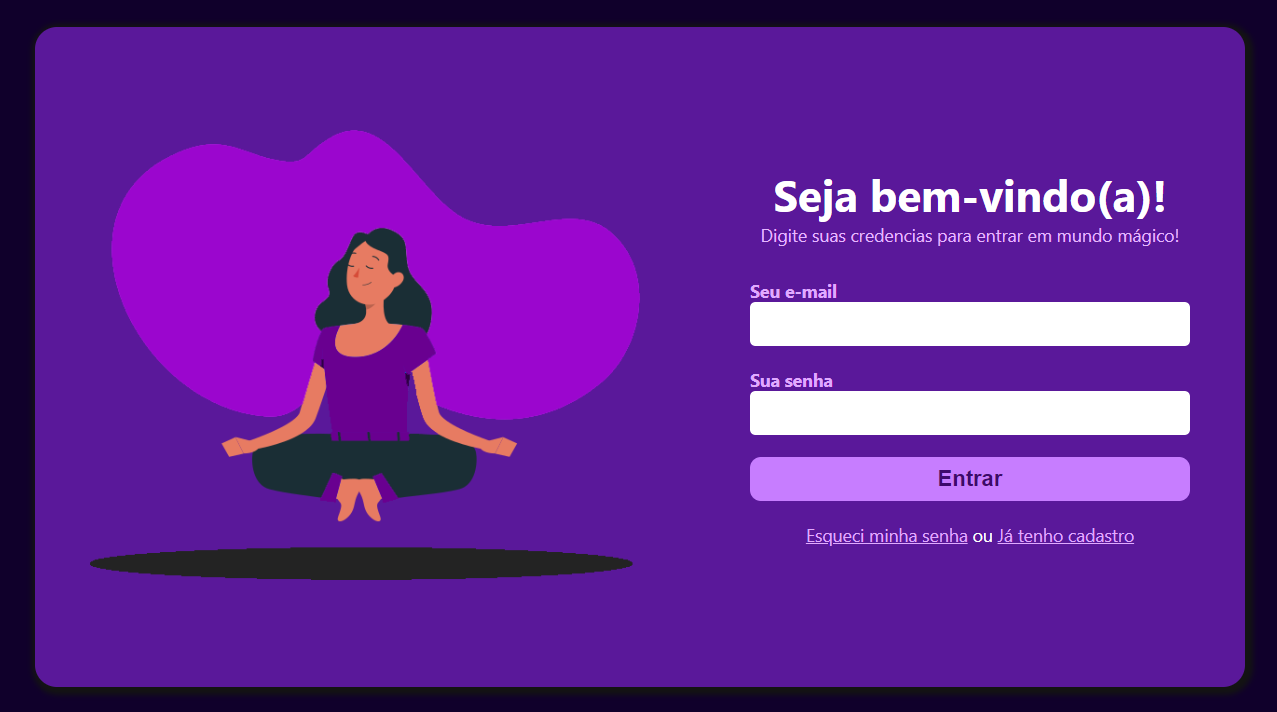 Seja bem-vindo(a)!
Digite suas credencias para entrar em mundo mágico!
Seu e-mail
Sua senha
Entrar
Esqueci minha senha ou Já tenho cadastro